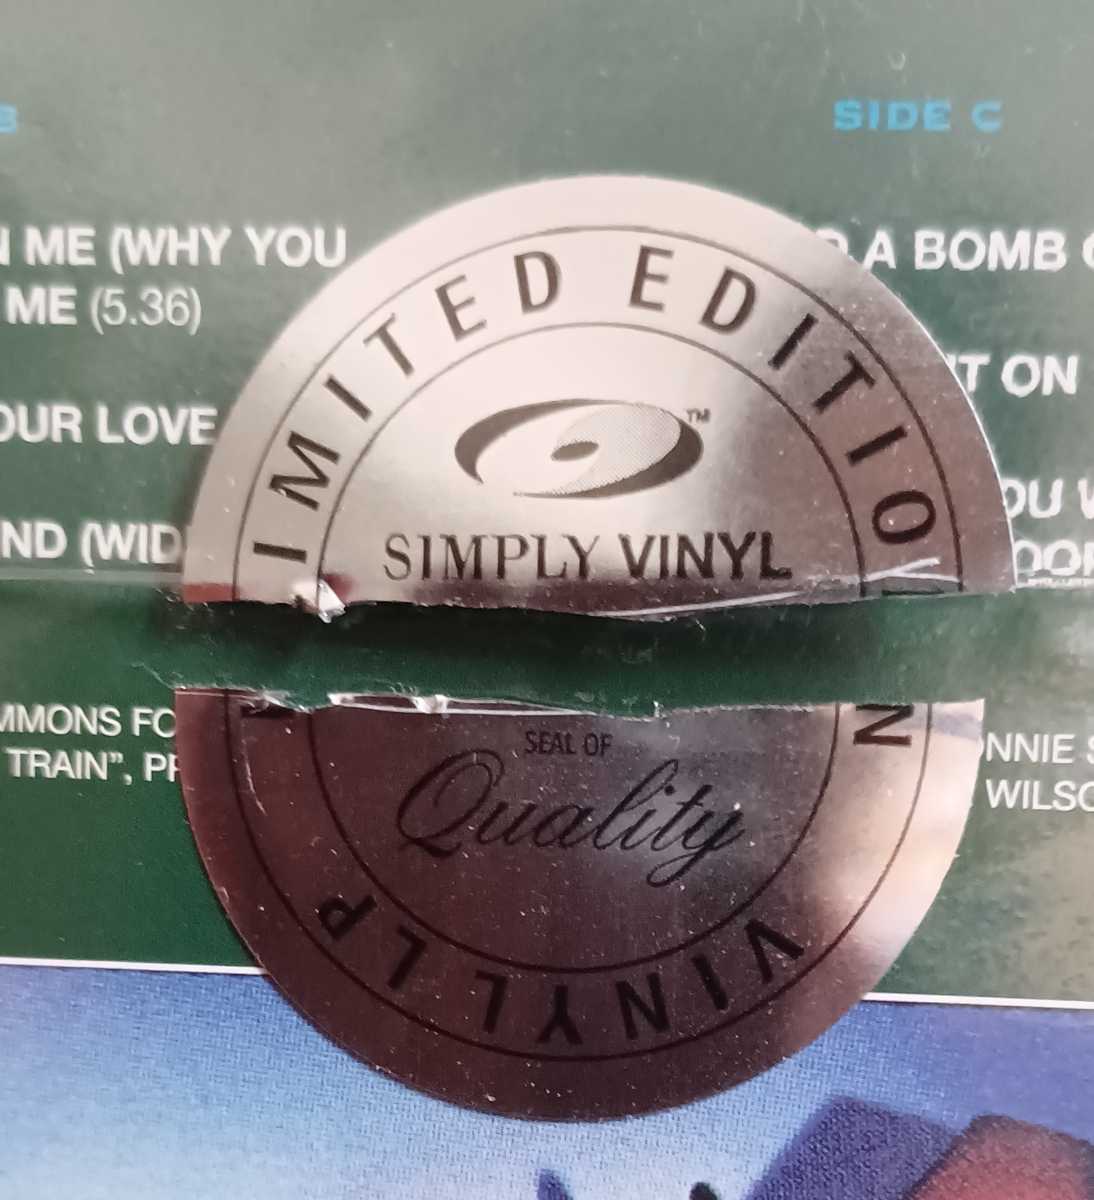 SIDE C
N ME (WHY YOU
ME (5.36)
OUR LOVE
ND (WID
A BOMB
T ON
OU
LIMITED EDITION
TM
SIMPLY VINYL
SEAL OF
Quality
VINYL LP
MMONS FO
TRAIN”, PR
ONNIE S
WILSO